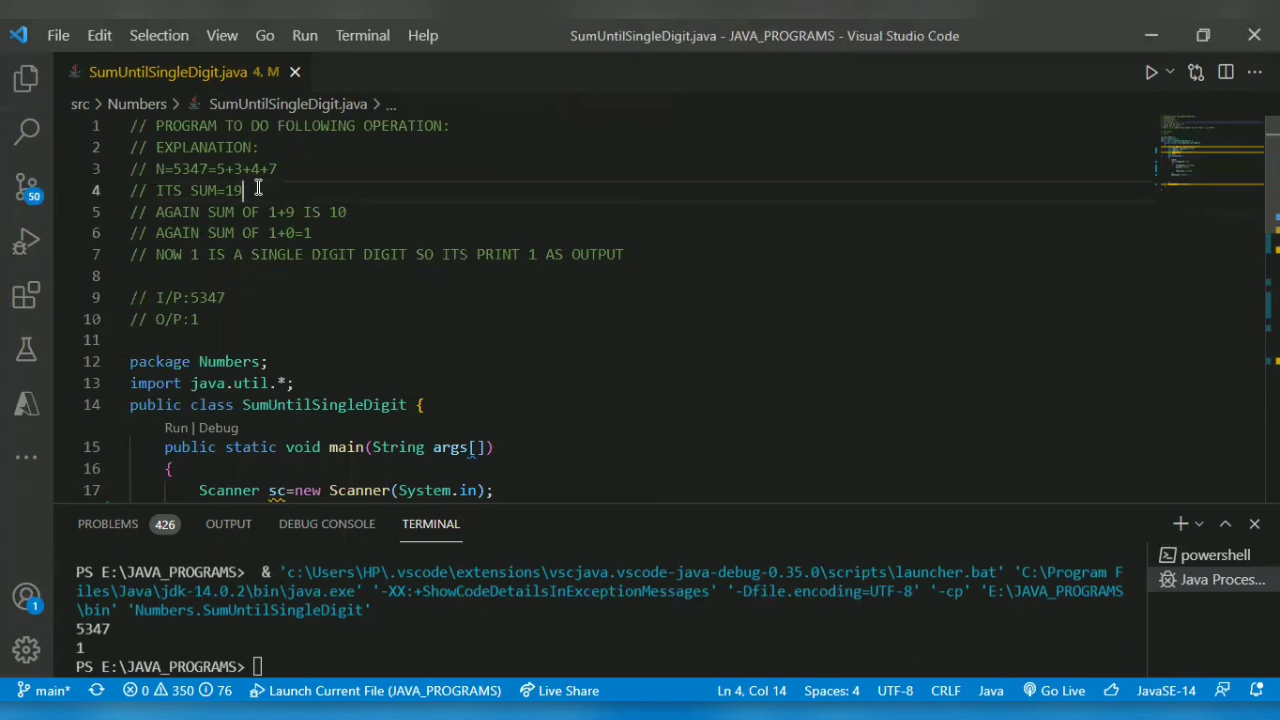 File Edit Selection View Go Run Terminal Help SumUntilSingleDigit.java - JAVA_PROGRAMS - Visual Studio Code
SumUntilSingleDigit.java 4, M
src > Numbers > SumUntilSingleDigit.java > ...
1 // PROGRAM TO DO FOLLOWING OPERATION:
2 // EXPLANATION:
3 // N=5347=5+3+4+7
4 // ITS SUM=19
5 // AGAIN SUM OF 1+9 IS 10
6 // AGAIN SUM OF 1+0=1
7 // NOW 1 IS A SINGLE DIGIT DIGIT SO ITS PRINT 1 AS OUTPUT
8
9 // I/P:5347
10 // O/P:1
11
12 package Numbers;
13 import java.util.*;
14 public class SumUntilSingleDigit {
Run | Debug
15 public static void main(String args[])
16 {
17 Scanner sc=new Scanner(System.in);
50
PROBLEMS 426 OUTPUT DEBUG CONSOLE TERMINAL
PS E:\JAVA_PROGRAMS> & 'c:\Users\HP\.vscode\extensions\vscjava.vscode-java-debug-0.35.0\scripts\launcher.bat' 'C:\Program F
iles\Java\jdk-14.0.2\bin\java.exe' '-XX:+ShowCodeDetailsInExceptionMessages' '-Dfile.encoding=UTF-8' '-cp' 'E:\JAVA_PROGRAMS
\bin' 'Numbers.SumUntilSingleDigit'
5347
1
PS E:\JAVA_PROGRAMS>
powershell
Java Proces...
1
main* 0 350 76 Launch Current File (JAVA_PROGRAMS) Live Share Ln 4, Col 14 Spaces: 4 UTF-8 CRLF Java Go Live JavaSE-14